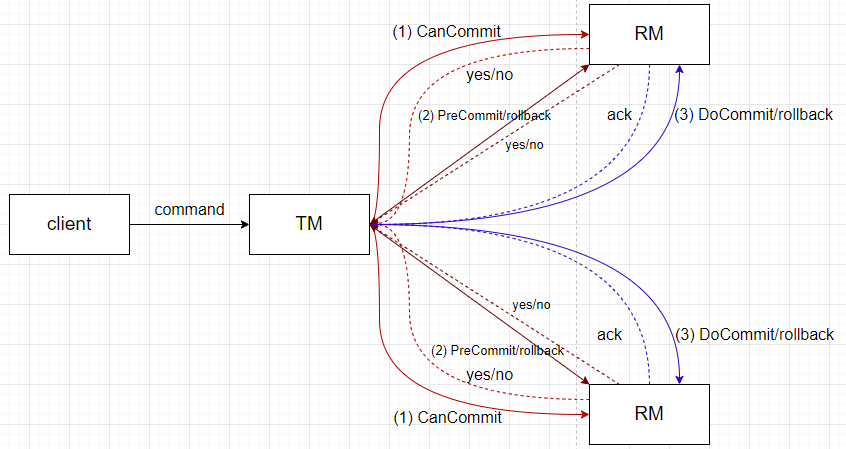 (1) CanCommit
RM
yes/no
(2) PreCommit/rollback
ack
(3) DoCommit/rollback
yes/no
command
client
TM
yes/no
ack
(3) DoCommit/rollback
(2) PreCommit/rollback
yes/no
(1) CanCommit
RM